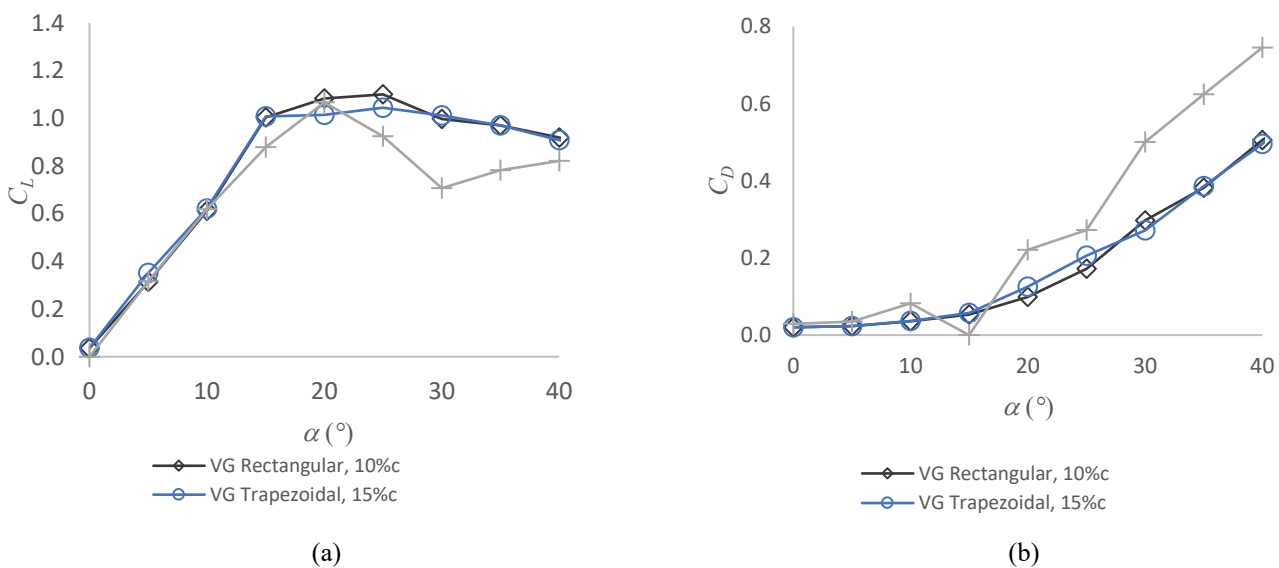 1.4
1.2
1.0
0.8
0.6
0.4
0.2
0.0
C_L
0 10 20 30 40
α (°)
VG Rectangular, 10%c
VG Trapezoidal, 15%c
(a)
0.8
0.6
0.4
0.2
0.0
C_D
0 10 20 30 40
α (°)
VG Rectangular, 10%c
VG Trapezoidal, 15%c
(b)